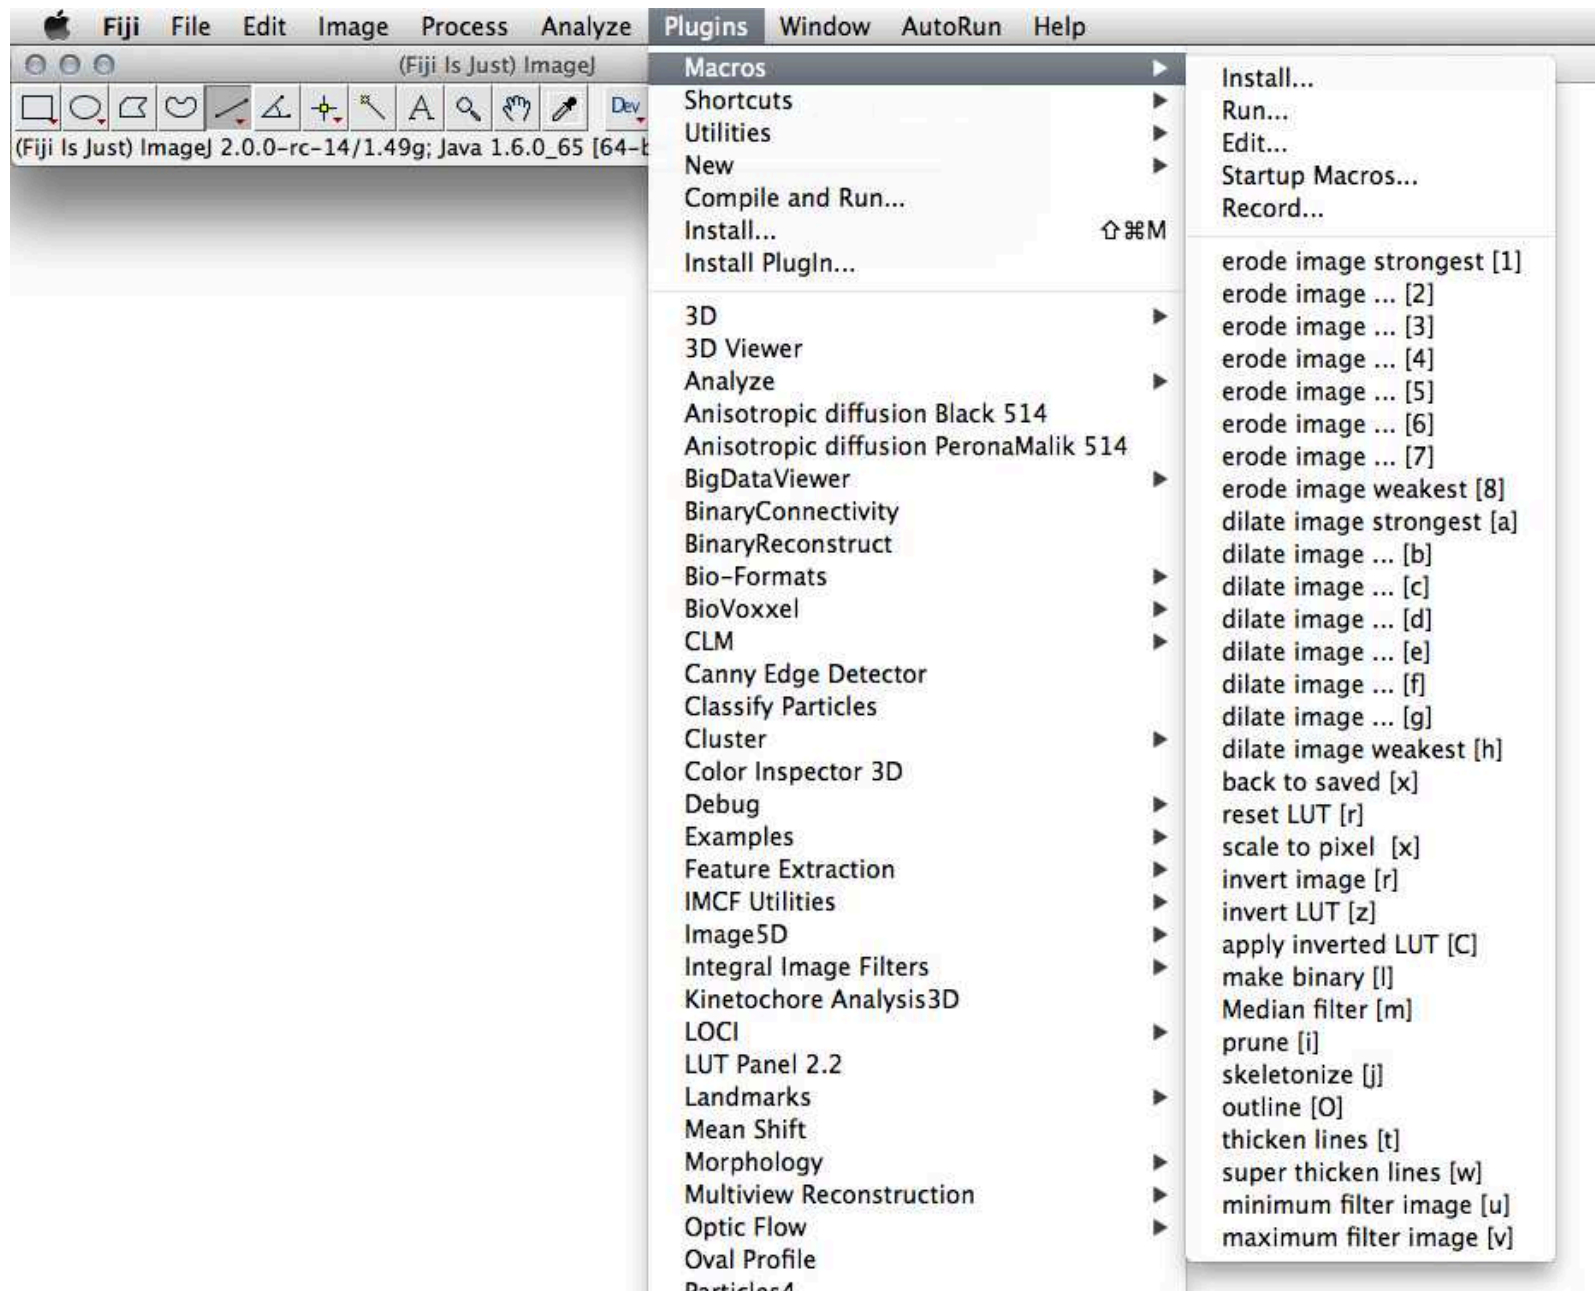 Fiji File Edit Image Process Analyze Plugins Window AutoRun Help
(Fiji Is Just) ImageJ
Dev
(Fiji Is Just) ImageJ 2.0.0-rc-14/1.49g; Java 1.6.0_65 [64-b
Macros
Shortcuts
Utilities
New
Compile and Run...
Install... ⇧⌘M
Install PlugIn...
3D
3D Viewer
Analyze
Anisotropic diffusion Black 514
Anisotropic diffusion PeronaMalik 514
BigDataViewer
BinaryConnectivity
BinaryReconstruct
Bio-Formats
BioVoxxel
CLM
Canny Edge Detector
Classify Particles
Cluster
Color Inspector 3D
Debug
Examples
Feature Extraction
IMCF Utilities
Image5D
Integral Image Filters
Kinetochore Analysis3D
LOCI
LUT Panel 2.2
Landmarks
Mean Shift
Morphology
Multiview Reconstruction
Optic Flow
Oval Profile
Particles4
Install...
Run...
Edit...
Startup Macros...
Record...
erode image strongest [1]
erode image ... [2]
erode image ... [3]
erode image ... [4]
erode image ... [5]
erode image ... [6]
erode image ... [7]
erode image weakest [8]
dilate image strongest [a]
dilate image ... [b]
dilate image ... [c]
dilate image ... [d]
dilate image ... [e]
dilate image ... [f]
dilate image ... [g]
dilate image weakest [h]
back to saved [x]
reset LUT [r]
scale to pixel [x]
invert image [r]
invert LUT [z]
apply inverted LUT [C]
make binary [l]
Median filter [m]
prune [i]
skeletonize [j]
outline [O]
thicken lines [t]
super thicken lines [w]
minimum filter image [u]
maximum filter image [v]